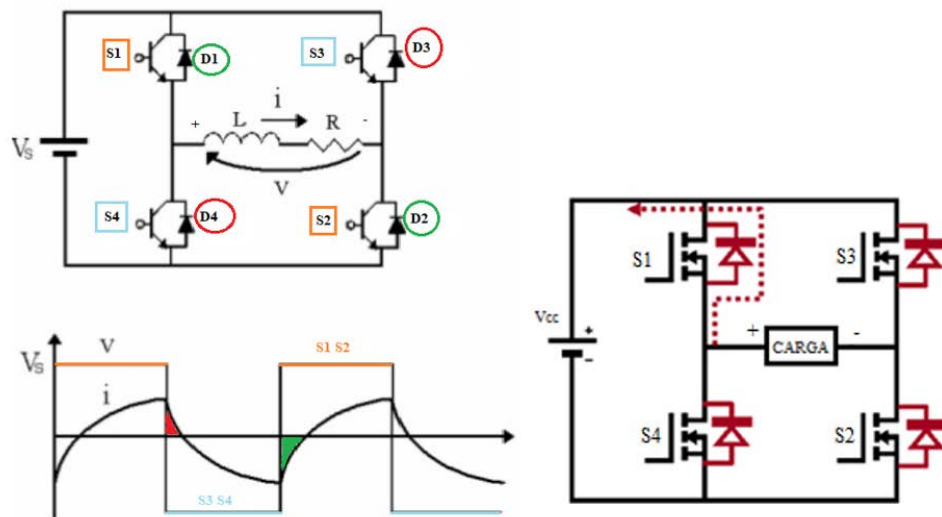 S1
D1
S3
D3
i
+
L
R
-
Vs
V
S4
D4
S2
D2
Vs
V
S1 S2
i
S3 S4
S1
S3
Vcc
+
-
+
CARGA
-
S4
S2